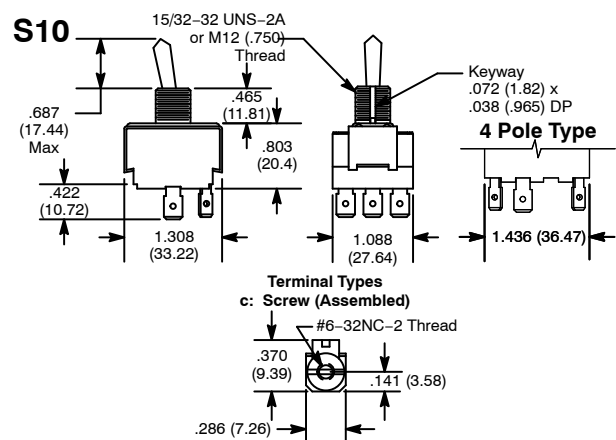 S10
15/32–32 UNS–2A
or M12 (.750)
Thread
.687
(17.44)
Max
.465
(11.81)
Keyway
.072 (1.82) x
.038 (.965) DP
4 Pole Type
.803
(20.4)
.422
(10.72)
1.308
(33.22)
1.088
(27.64)
1.436 (36.47)
Terminal Types
c: Screw (Assembled)
#6–32NC–2 Thread
.370
(9.39)
.141 (3.58)
.286 (7.26)